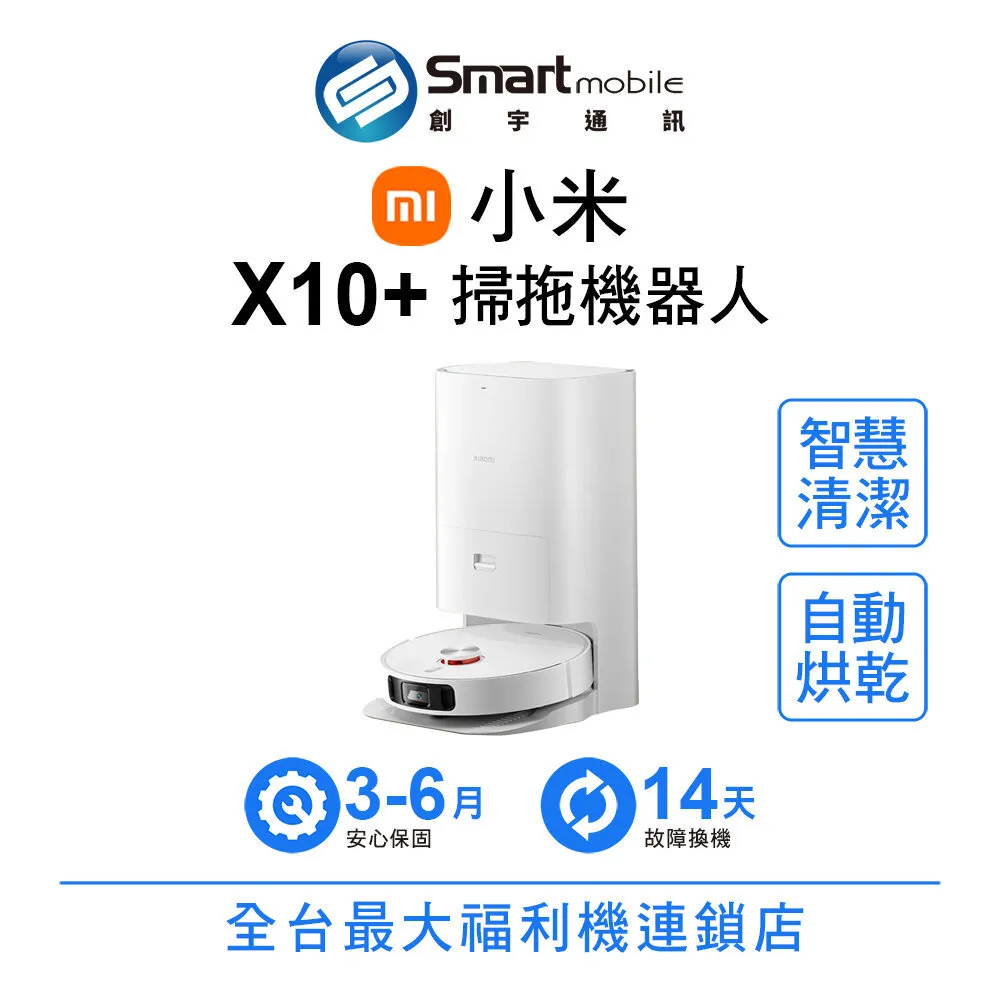 Smart mobile
創宇通訊
mi 小米
X10+ 掃拖機器人
xiaomi
智慧
清潔
自動
烘乾
3-6月
安心保固
14天
故障換機
全台最大福利機連鎖店